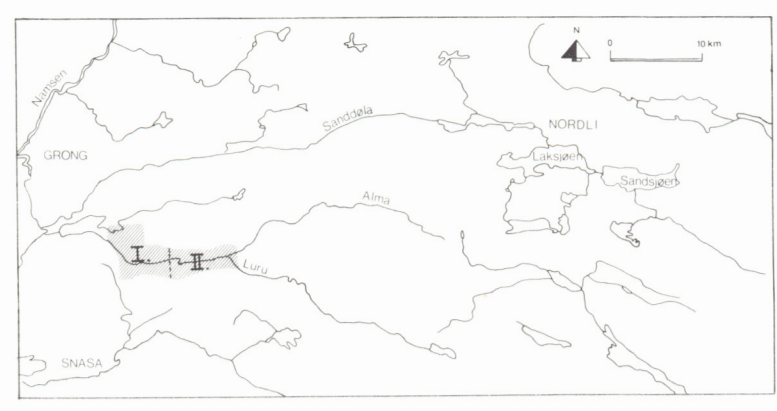 N
0 10 km
Namsen
Sanddøla
NORDLI
GRONG
Laksjøen
Sandsjøen
Alma
I.
II.
Luru
SNASA